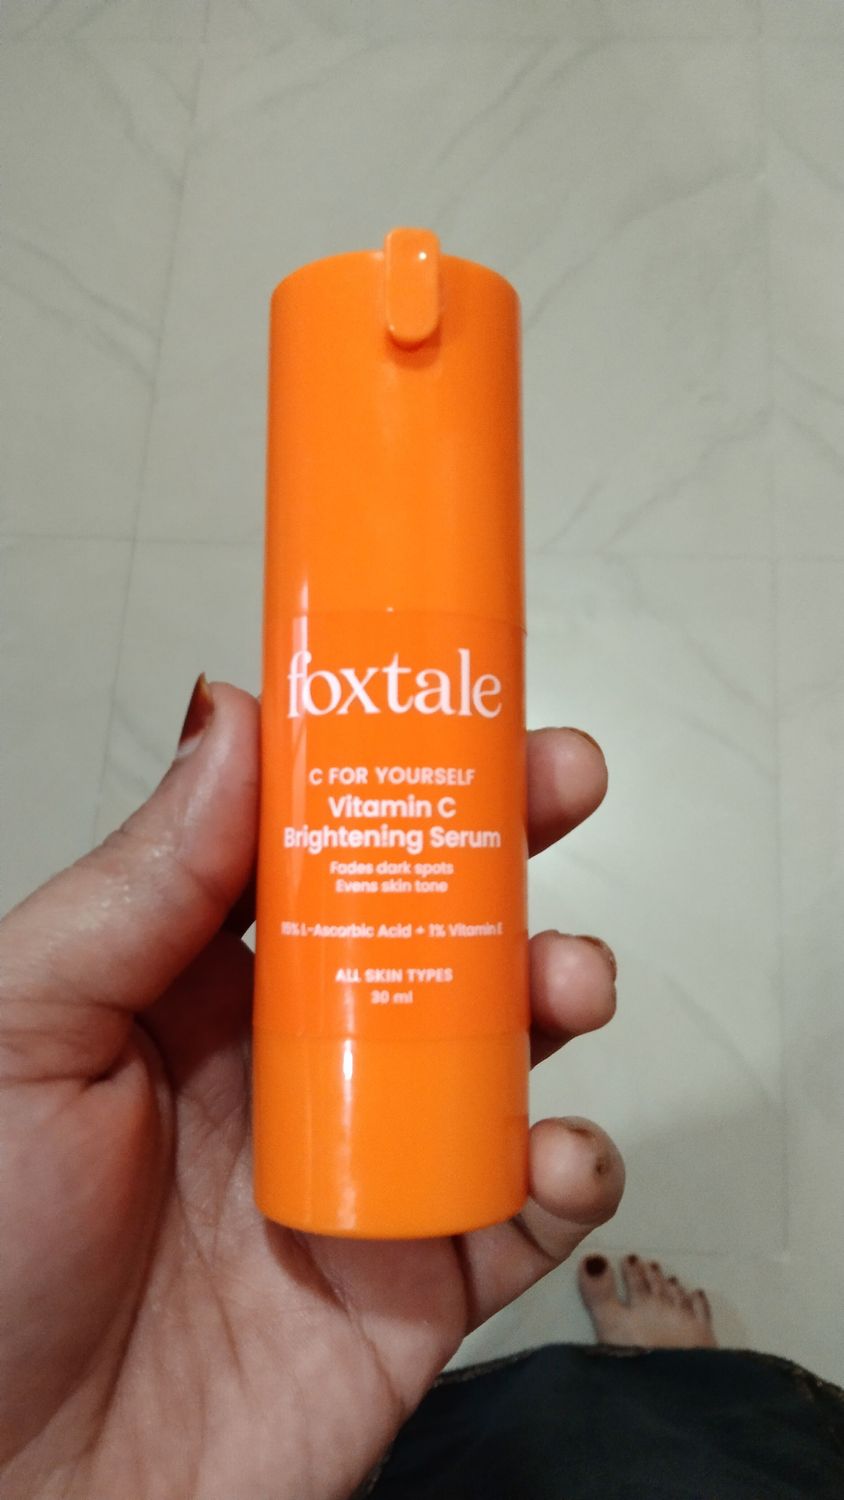 foxtale
C FOR YOURSELF
Vitamin C
Brightening Serum
Fades dark spots
Evens skin tone
15% L-Ascorbic Acid + 1% Vitamin E
ALL SKIN TYPES
30 ml